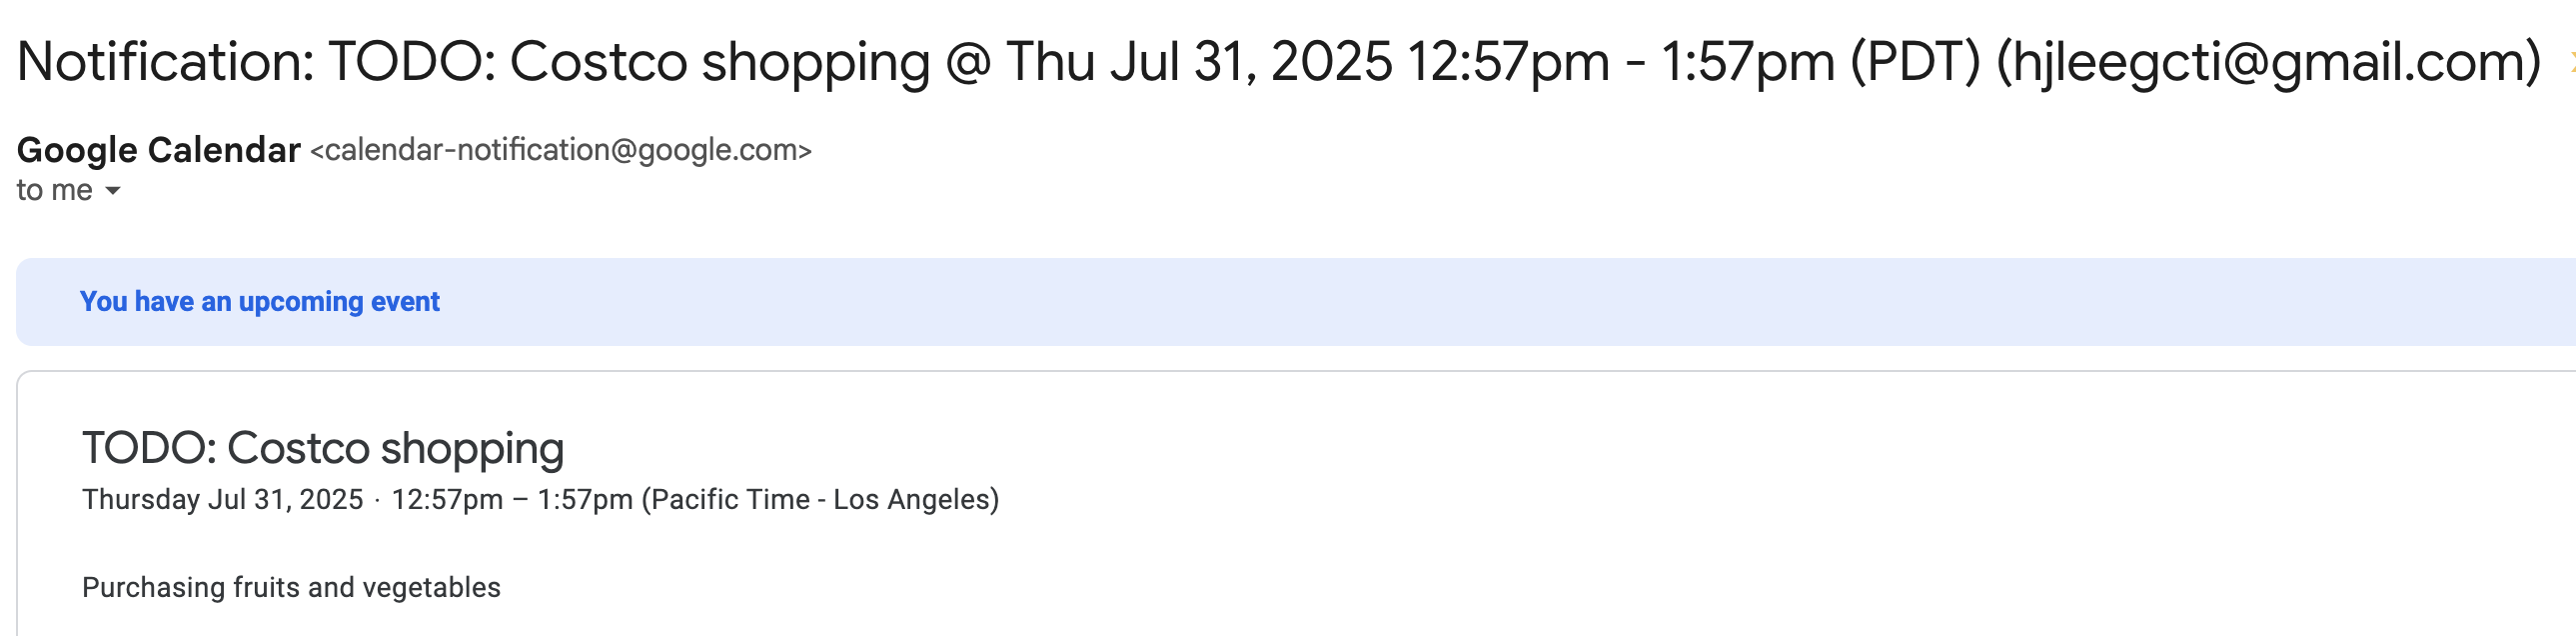 Notification: TODO: Costco shopping @ Thu Jul 31, 2025 12:57pm - 1:57pm (PDT) (hjleegcti@gmail.com)
Google Calendar <calendar-notification@google.com>
to me
You have an upcoming event
TODO: Costco shopping
Thursday Jul 31, 2025 · 12:57pm – 1:57pm (Pacific Time - Los Angeles)
Purchasing fruits and vegetables